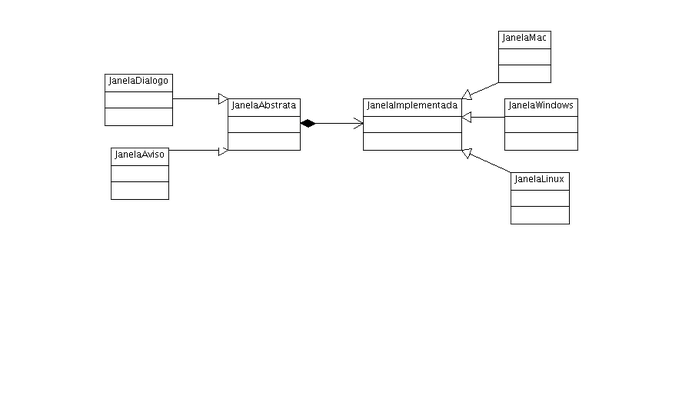 JanelaMac
JanelaDialogo
JanelaAbstrata
JanelaImplementada
JanelaWindows
JanelaAviso
JanelaLinux